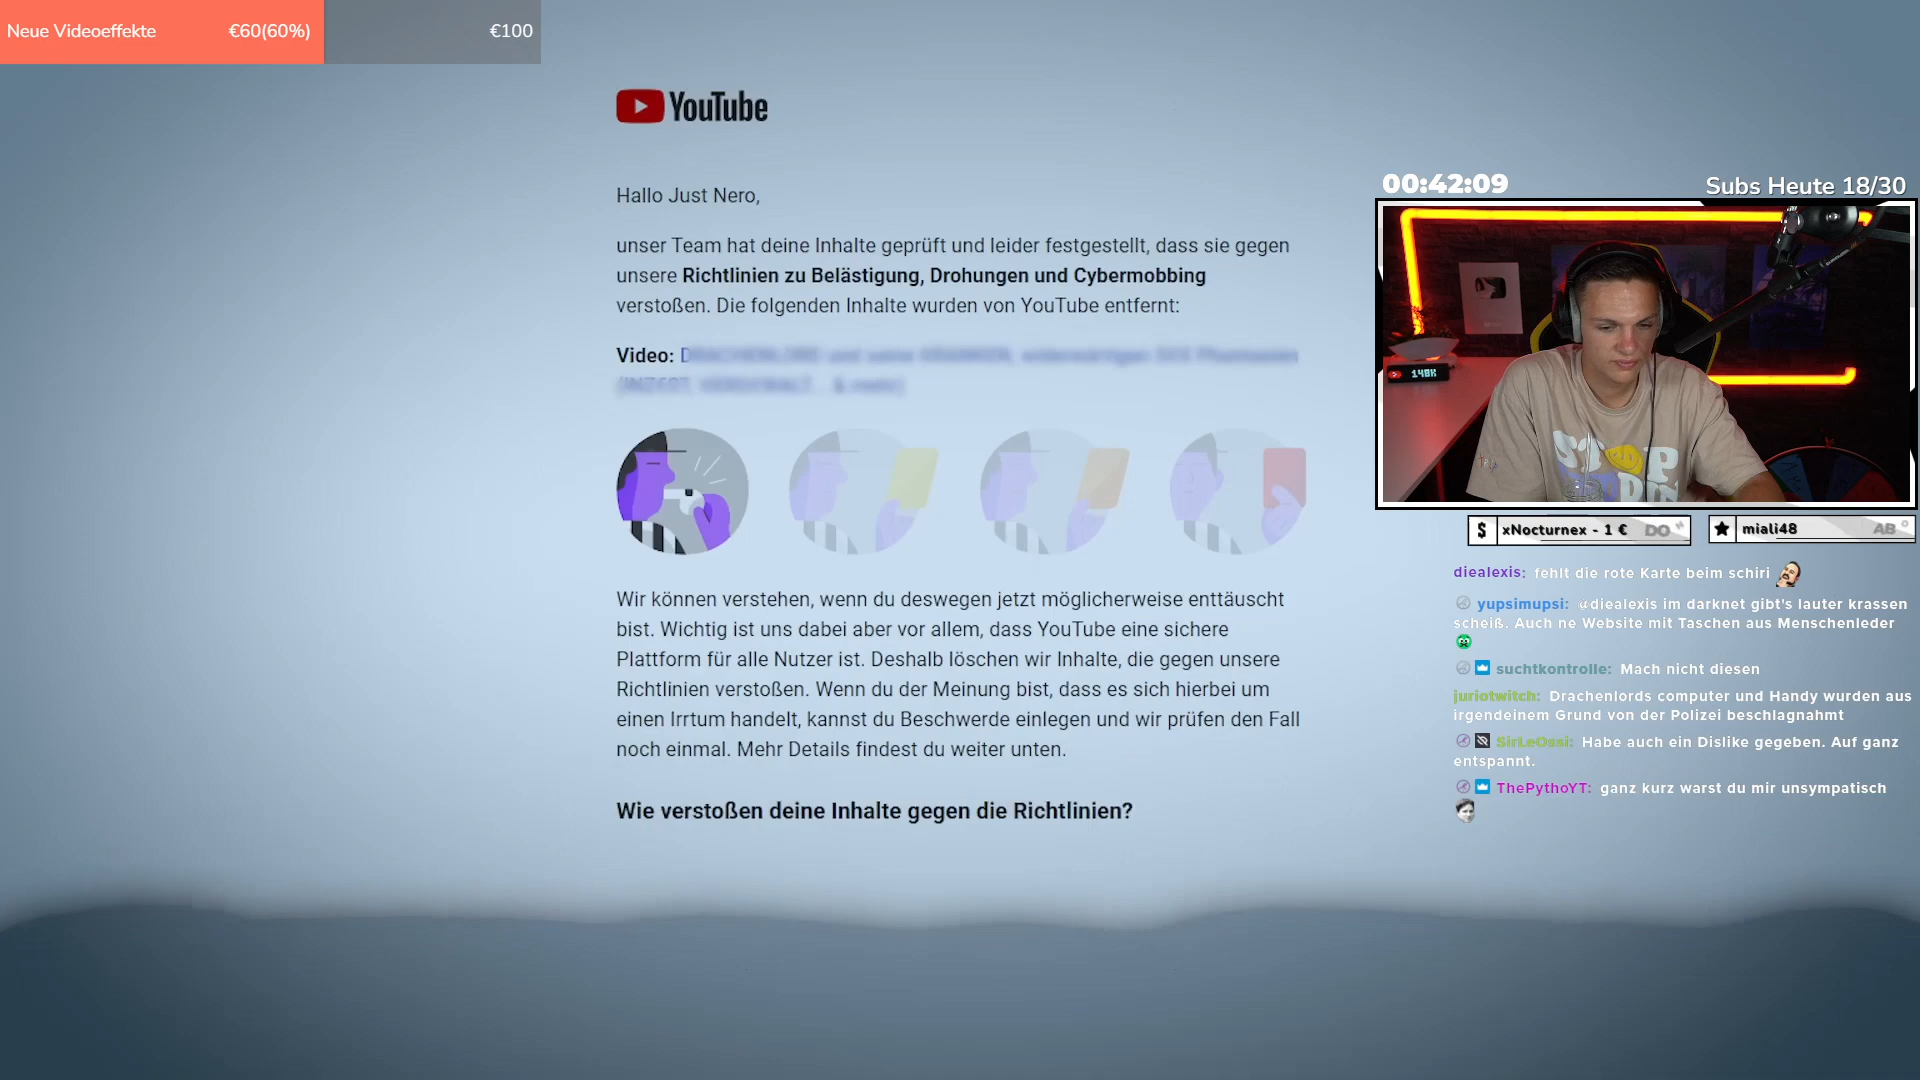 Neue Videoeffekte €60(60%) €100
YouTube
Hallo Just Nero,
unser Team hat deine Inhalte geprüft und leider festgestellt, dass sie gegen
unsere Richtlinien zu Belästigung, Drohungen und Cybermobbing
verstoßen. Die folgenden Inhalte wurden von YouTube entfernt:
Video:
Wir können verstehen, wenn du deswegen jetzt möglicherweise enttäuscht
bist. Wichtig ist uns dabei aber vor allem, dass YouTube eine sichere
Plattform für alle Nutzer ist. Deshalb löschen wir Inhalte, die gegen unsere
Richtlinien verstoßen. Wenn du der Meinung bist, dass es sich hierbei um
einen Irrtum handelt, kannst du Beschwerde einlegen und wir prüfen den Fall
noch einmal. Mehr Details findest du weiter unten.
Wie verstoßen deine Inhalte gegen die Richtlinien?
00:42:09 Subs Heute 18/30
148K
xNocturnex - 1 € DO
miali48 AB
diealexis: fehlt die rote Karte beim schiri
yupsimupsi: @diealexis im darknet gibt's lauter krassen
scheiß. Auch ne Website mit Taschen aus Menschenleder
suchtkontrolle: Mach nicht diesen
juriotwitch: Drachenlords computer und Handy wurden aus
irgendeinem Grund von der Polizei beschlagnahmt
SirLeOssi: Habe auch ein Dislike gegeben. Auf ganz
entspannt.
ThePythoYT: ganz kurz warst du mir unsympatisch